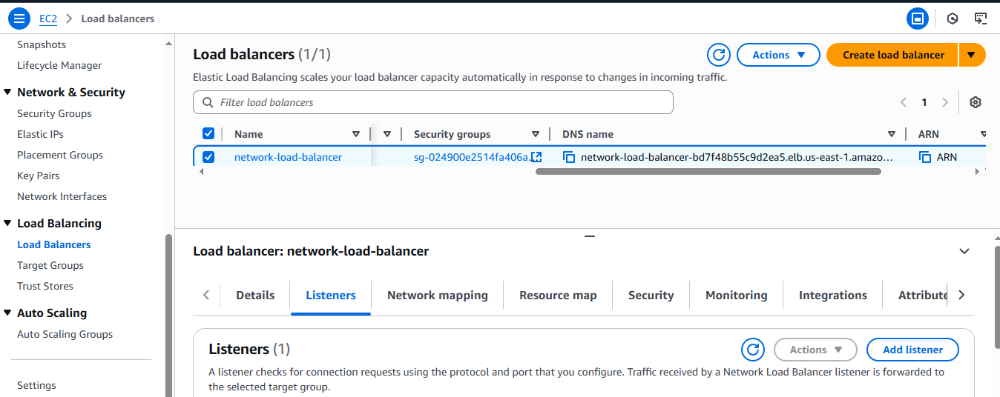 EC2 > Load balancers
Snapshots
Lifecycle Manager
Network & Security
Security Groups
Elastic IPs
Placement Groups
Key Pairs
Network Interfaces
Load Balancing
Load Balancers
Target Groups
Trust Stores
Auto Scaling
Auto Scaling Groups
Settings
Load balancers (1/1)
Actions
Create load balancer
Elastic Load Balancing scales your load balancer capacity automatically in response to changes in incoming traffic.
Filter load balancers
1
Name Security groups DNS name ARN
network-load-balancer sg-024900e2514fa406a... network-load-balancer-bd7f48b55c9d2ea5.elb.us-east-1.amazo... ARN
Load balancer: network-load-balancer
Details Listeners Network mapping Resource map Security Monitoring Integrations Attribute
Listeners (1)
Actions
Add listener
A listener checks for connection requests using the protocol and port that you configure. Traffic received by a Network Load Balancer listener is forwarded to
the selected target group.